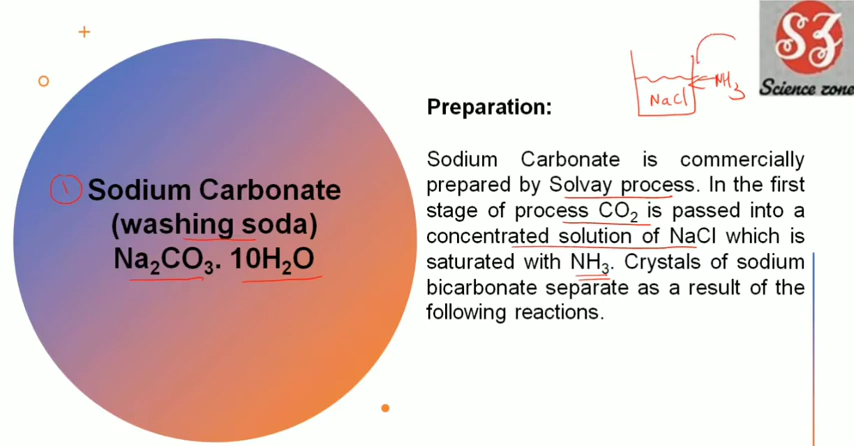 SZ
Science zone
NaCl
NH3
Preparation:
1
Sodium Carbonate
(washing soda)
Na₂CO₃. 10H₂O
Sodium Carbonate is commercially
prepared by Solvay process. In the first
stage of process CO₂ is passed into a
concentrated solution of NaCl which is
saturated with NH₃. Crystals of sodium
bicarbonate separate as a result of the
following reactions.